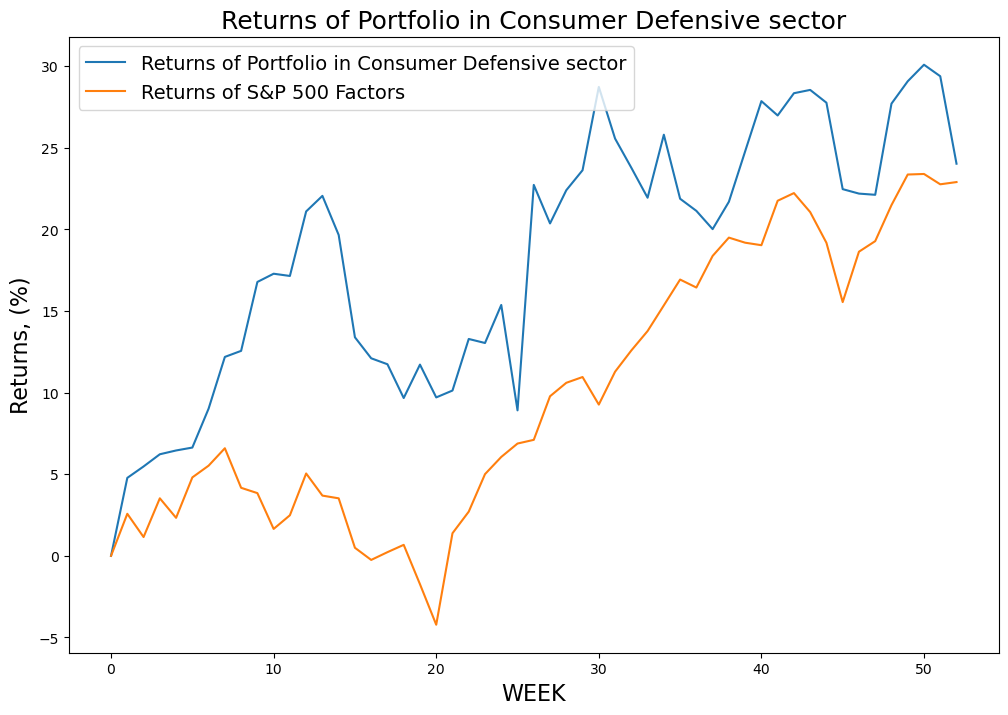 Returns of Portfolio in Consumer Defensive sector
Returns of Portfolio in Consumer Defensive sector
Returns of S&P 500 Factors
Returns, (%)
30
25
20
15
10
5
0
−5
0 10 20 30 40 50
WEEK